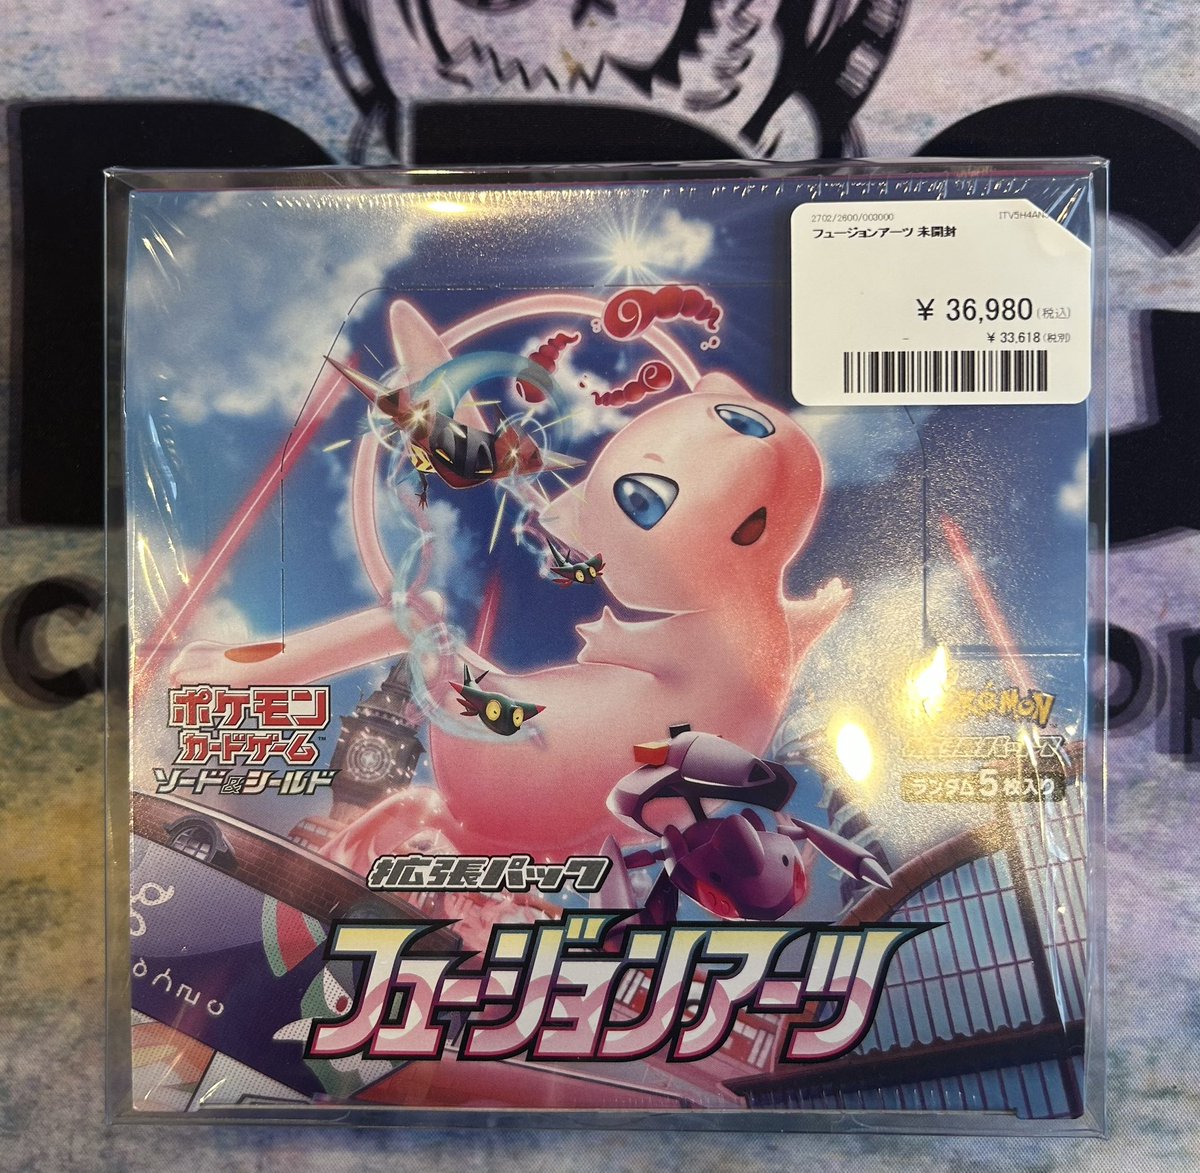 2702/2600/003000
フュージョンアーツ 未開封
¥ 36,980(税込)
¥ 33,618(税別)
ポケモン
カードゲーム
ソード&シールド
POKÉMON
ランダム5枚入り
拡張パック
フュージョンアーツ